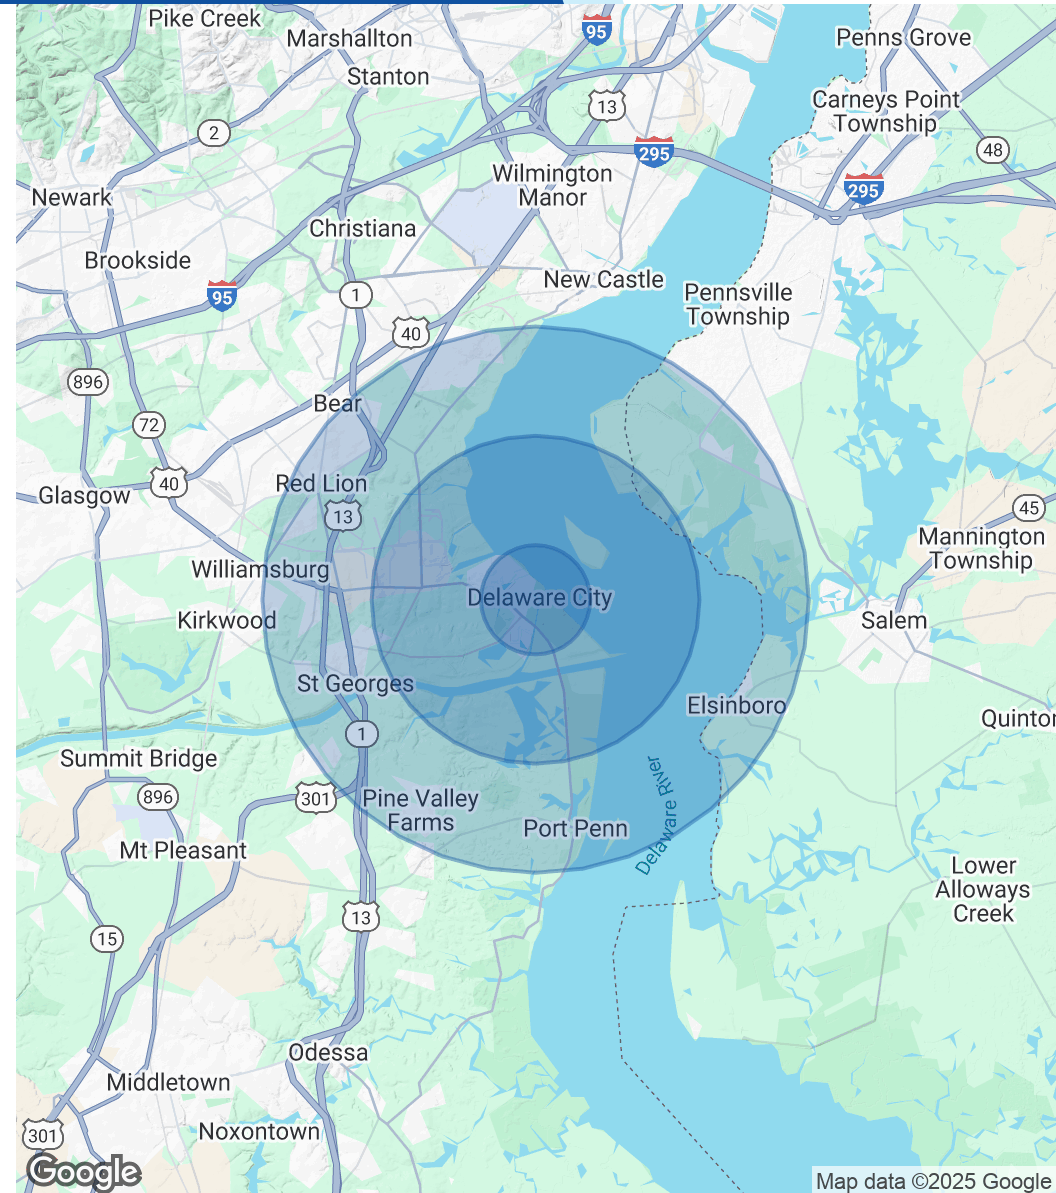 Pike Creek
Marshallton
95
Penns Grove
Stanton
13
Carneys Point
Township
2
295
48
Wilmington
Manor
295
Newark
Christiana
Brookside
New Castle
95
1
Pennsville
Township
40
896
Bear
72
Red Lion
40
Glasgow
45
13
Mannington
Township
Williamsburg
Delaware City
Kirkwood
Salem
St Georges
Elsinboro
Quinton
1
Summit Bridge
896
301
Pine Valley
Farms
Delaware River
Port Penn
Mt Pleasant
Lower
Alloways
Creek
13
15
Odessa
Middletown
301
Noxontown
Google
Map data ©2025 Google